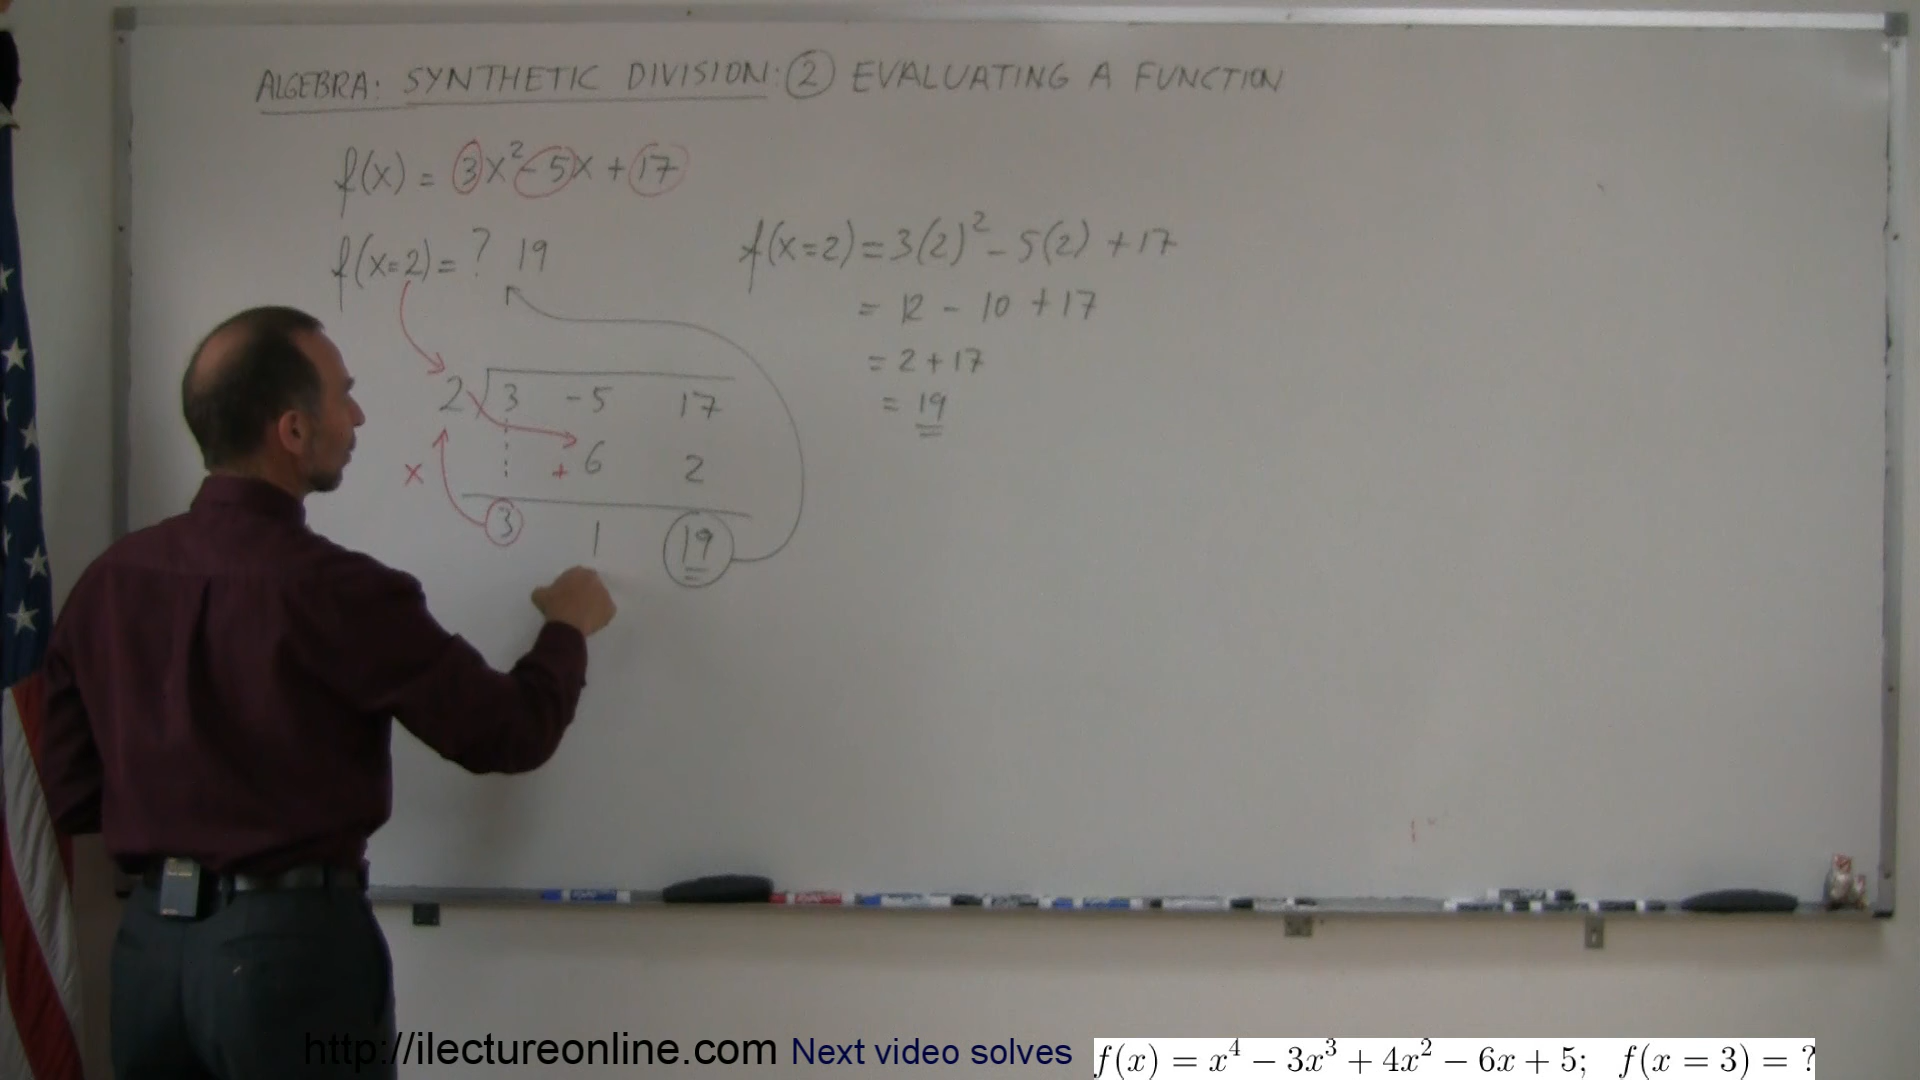 ALGEBRA: SYNTHETIC DIVISION: ② EVALUATING A FUNCTION
f(x) = 3x² - 5x + 17
f(x=2) = ? 19
2 3 -5 17
x + 6 2
3 1 19
f(x=2) = 3(2)² - 5(2) + 17
= 12 - 10 + 17
= 2 + 17
= 19
http://ilectureonline.com Next video solves f(x) = x⁴ − 3x³ + 4x² − 6x + 5; f(x = 3) = ?